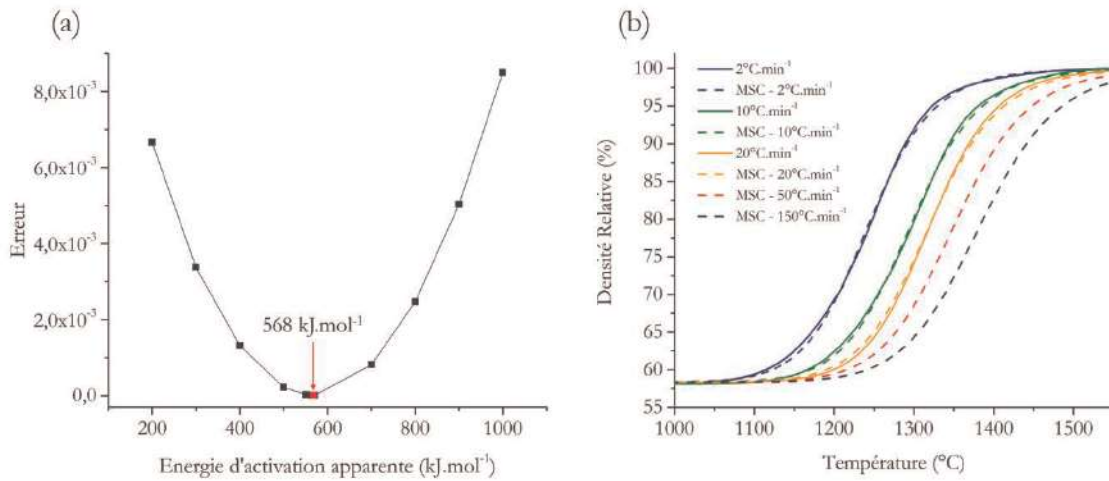 (a)
8,0x10⁻³
6,0x10⁻³
4,0x10⁻³
2,0x10⁻³
0,0
Erreur
568 kJ.mol⁻¹
200 400 600 800 1000
Energie d'activation apparente (kJ.mol⁻¹)
(b)
100
95
90
85
80
75
70
65
60
55
Densité Relative (%)
2°C.min⁻¹
MSC - 2°C.min⁻¹
10°C.min⁻¹
MSC - 10°C.min⁻¹
20°C.min⁻¹
MSC - 20°C.min⁻¹
MSC - 50°C.min⁻¹
MSC - 150°C.min⁻¹
1000 1100 1200 1300 1400 1500
Température (°C)